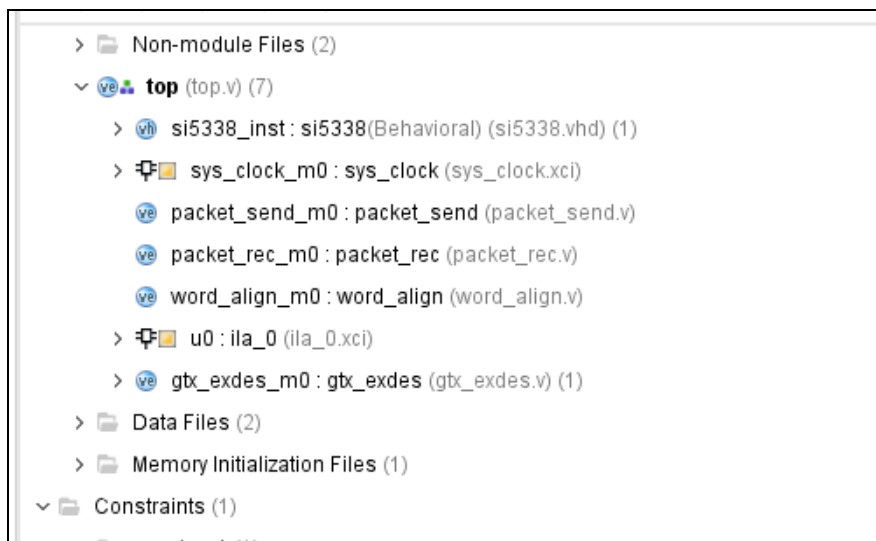 Non-module Files (2)
top (top.v) (7)
si5338_inst : si5338(Behavioral) (si5338.vhd) (1)
sys_clock_m0 : sys_clock (sys_clock.xci)
packet_send_m0 : packet_send (packet_send.v)
packet_rec_m0 : packet_rec (packet_rec.v)
word_align_m0 : word_align (word_align.v)
u0 : ila_0 (ila_0.xci)
gtx_exdes_m0 : gtx_exdes (gtx_exdes.v) (1)
Data Files (2)
Memory Initialization Files (1)
Constraints (1)